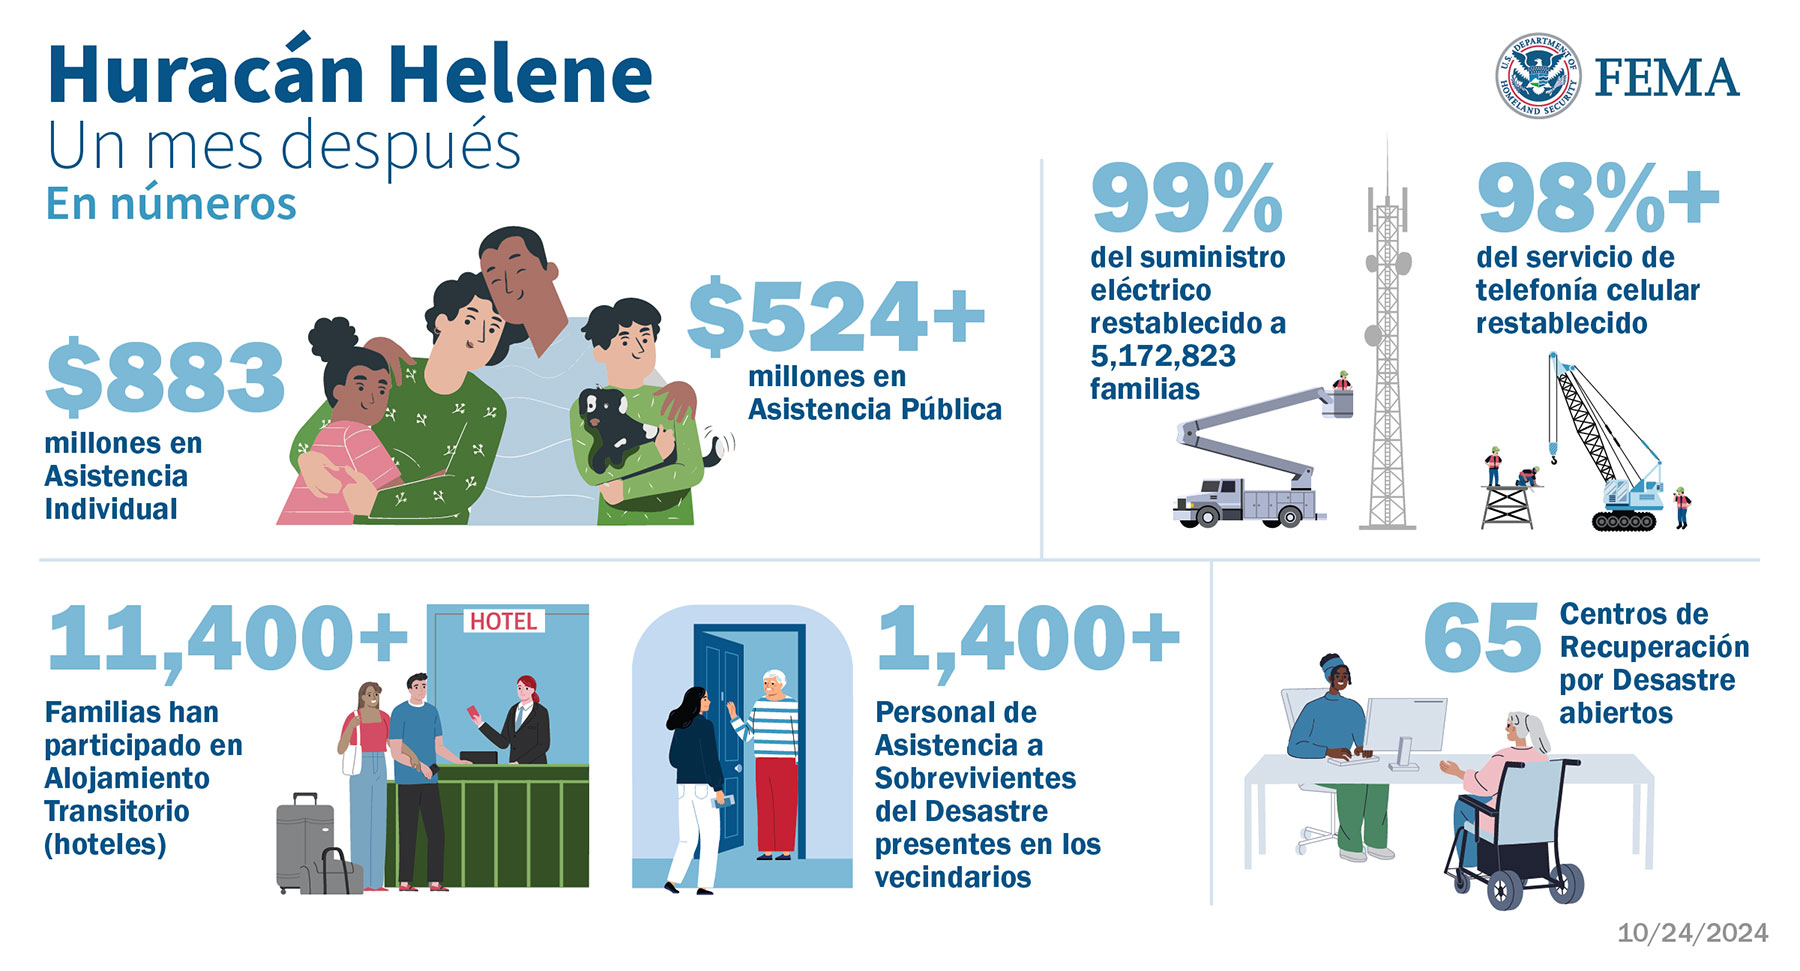 Huracán Helene
Un mes después
En números
U.S. DEPARTMENT OF
HOMELAND SECURITY
FEMA
$883
millones en
Asistencia
Individual
$524+
millones en
Asistencia Pública
99%
del suministro
eléctrico
restablecido a
5,172,823
familias
98%+
del servicio de
telefonía celular
restablecido
11,400+
Familias han
participado en
Alojamiento
Transitorio
(hoteles)
HOTEL
1,400+
Personal de
Asistencia a
Sobrevivientes
del Desastre
presentes en los
vecindarios
65
Centros de
Recuperación
por Desastre
abiertos
10/24/2024